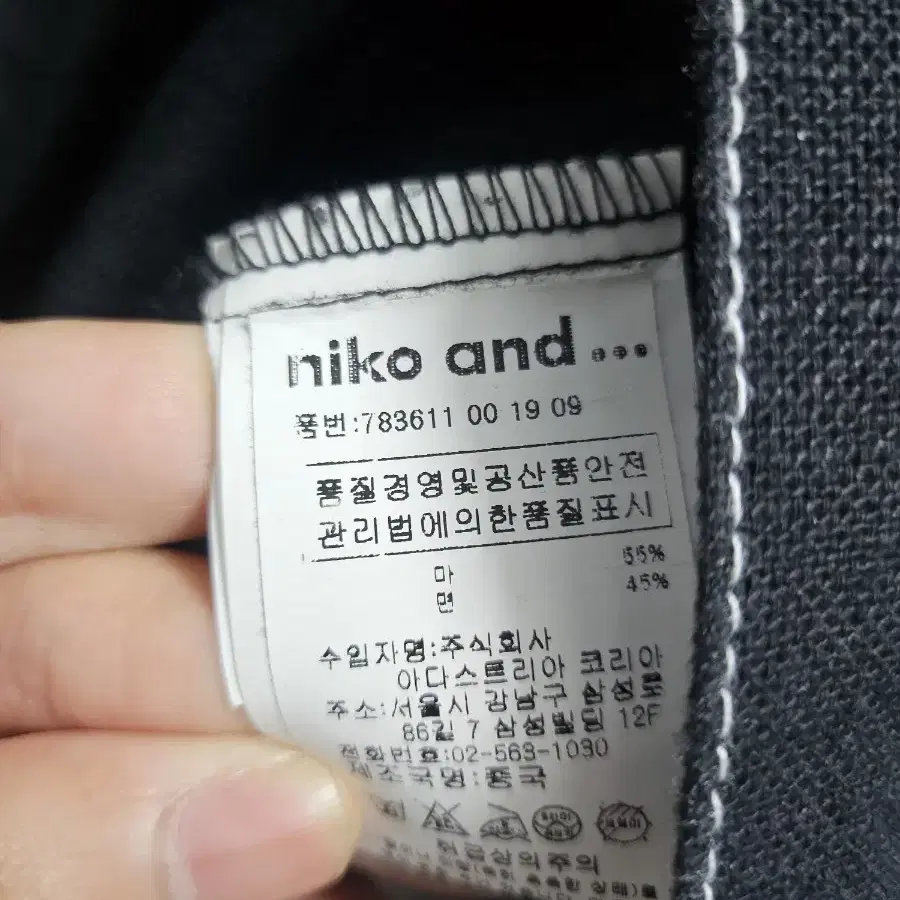 niko and...
품번:783611 00 19 09
품질경영및공산품안전
관리법에의한품질표시
마 55%
면 45%
수입자명:주식회사
아다스트리아 코리아
주소:서울시 강남구 삼성로
86길 7 삼성빌딩 12F
전화번호:02-563-1030
제조국명:중국
취급상의주의